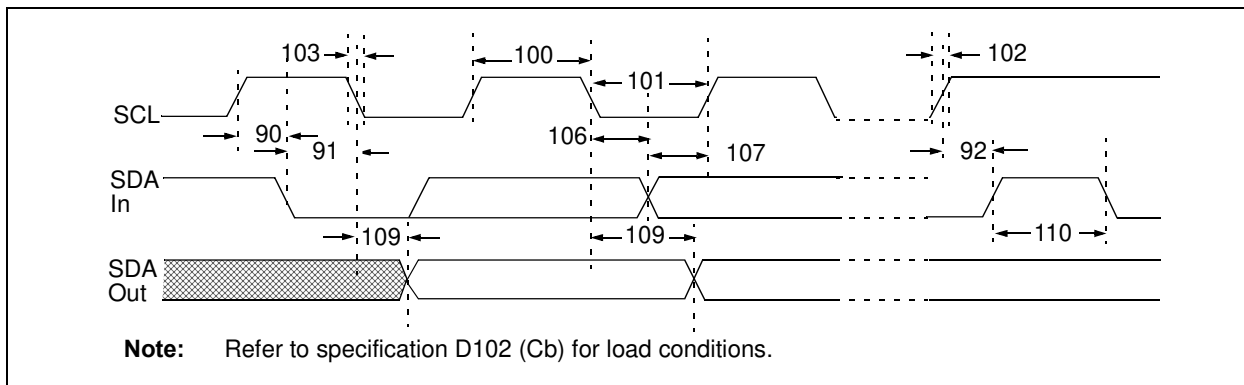 103
100
102
101
SCL
90
106
91
107
92
SDA
In
109
109
110
SDA
Out
Note: Refer to specification D102 (Cb) for load conditions.